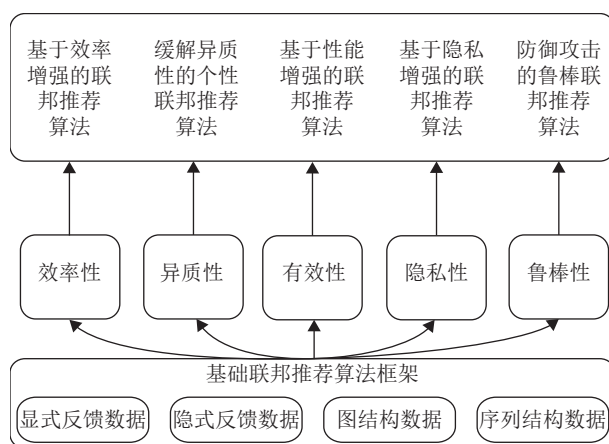 基于效率
增强的联
邦推荐
算法
缓解异质
性的个性
联邦推荐
算法
基于性能
增强的联
邦推荐
算法
基于隐私
增强的联
邦推荐
算法
防御攻击
的鲁棒联
邦推荐
算法
效率性
异质性
有效性
隐私性
鲁棒性
基础联邦推荐算法框架
显式反馈数据
隐式反馈数据
图结构数据
序列结构数据